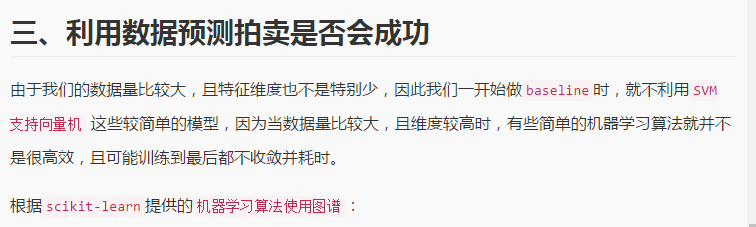 三、利用数据预测拍卖是否会成功
由于我们的数据量比较大，且特征维度也不是特别少，因此我们一开始做 baseline 时，就不利用 SVM
支持向量机 这些较简单的模型，因为当数据量比较大，且维度较高时，有些简单的机器学习算法就并不
是很高效，且可能训练到最后都不收敛并耗时。
根据 scikit-learn 提供的 机器学习算法使用图谱 ：